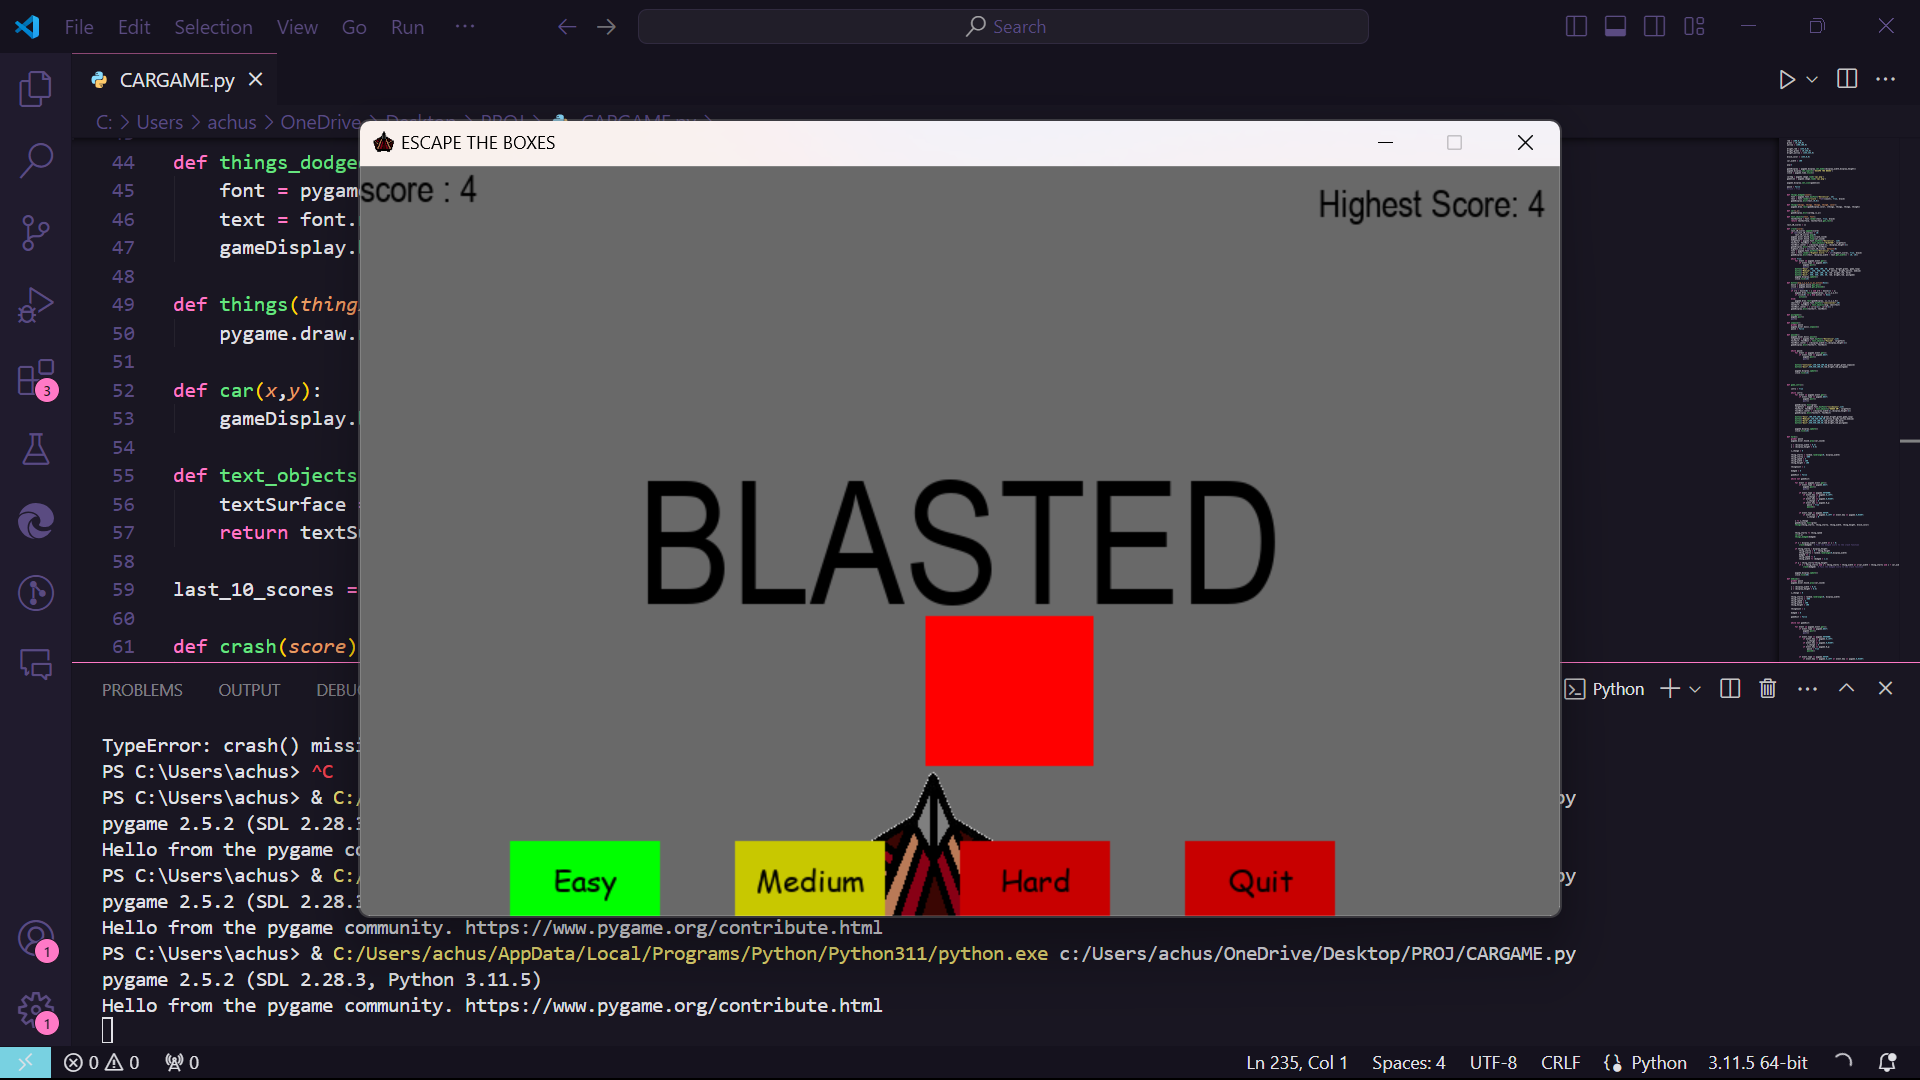 File Edit Selection View Go Run ··· Search
CARGAME.py
C: > Users > achus > OneDrive
ESCAPE THE BOXES
score : 4
Highest Score: 4
BLASTED
Easy Medium Hard Quit
44 def things_dodge
45 font = pygam
46 text = font.
47 gameDisplay.
48
49 def things(thing
50 pygame.draw.
51
52 def car(x,y):
53 gameDisplay.
54
55 def text_objects
56 textSurface
57 return textS
58
59 last_10_scores =
60
61 def crash(score)
PROBLEMS OUTPUT DEBU Python
TypeError: crash() missi
PS C:\Users\achus> ^C
PS C:\Users\achus> & C:/ py
pygame 2.5.2 (SDL 2.28.3
Hello from the pygame co
PS C:\Users\achus> & C:/ py
pygame 2.5.2 (SDL 2.28.3
Hello from the pygame community. https://www.pygame.org/contribute.html
PS C:\Users\achus> & C:/Users/achus/AppData/Local/Programs/Python/Python311/python.exe c:/Users/achus/OneDrive/Desktop/PROJ/CARGAME.py
pygame 2.5.2 (SDL 2.28.3, Python 3.11.5)
Hello from the pygame community. https://www.pygame.org/contribute.html
3
1
1
0 0 0 Ln 235, Col 1 Spaces: 4 UTF-8 CRLF Python 3.11.5 64-bit